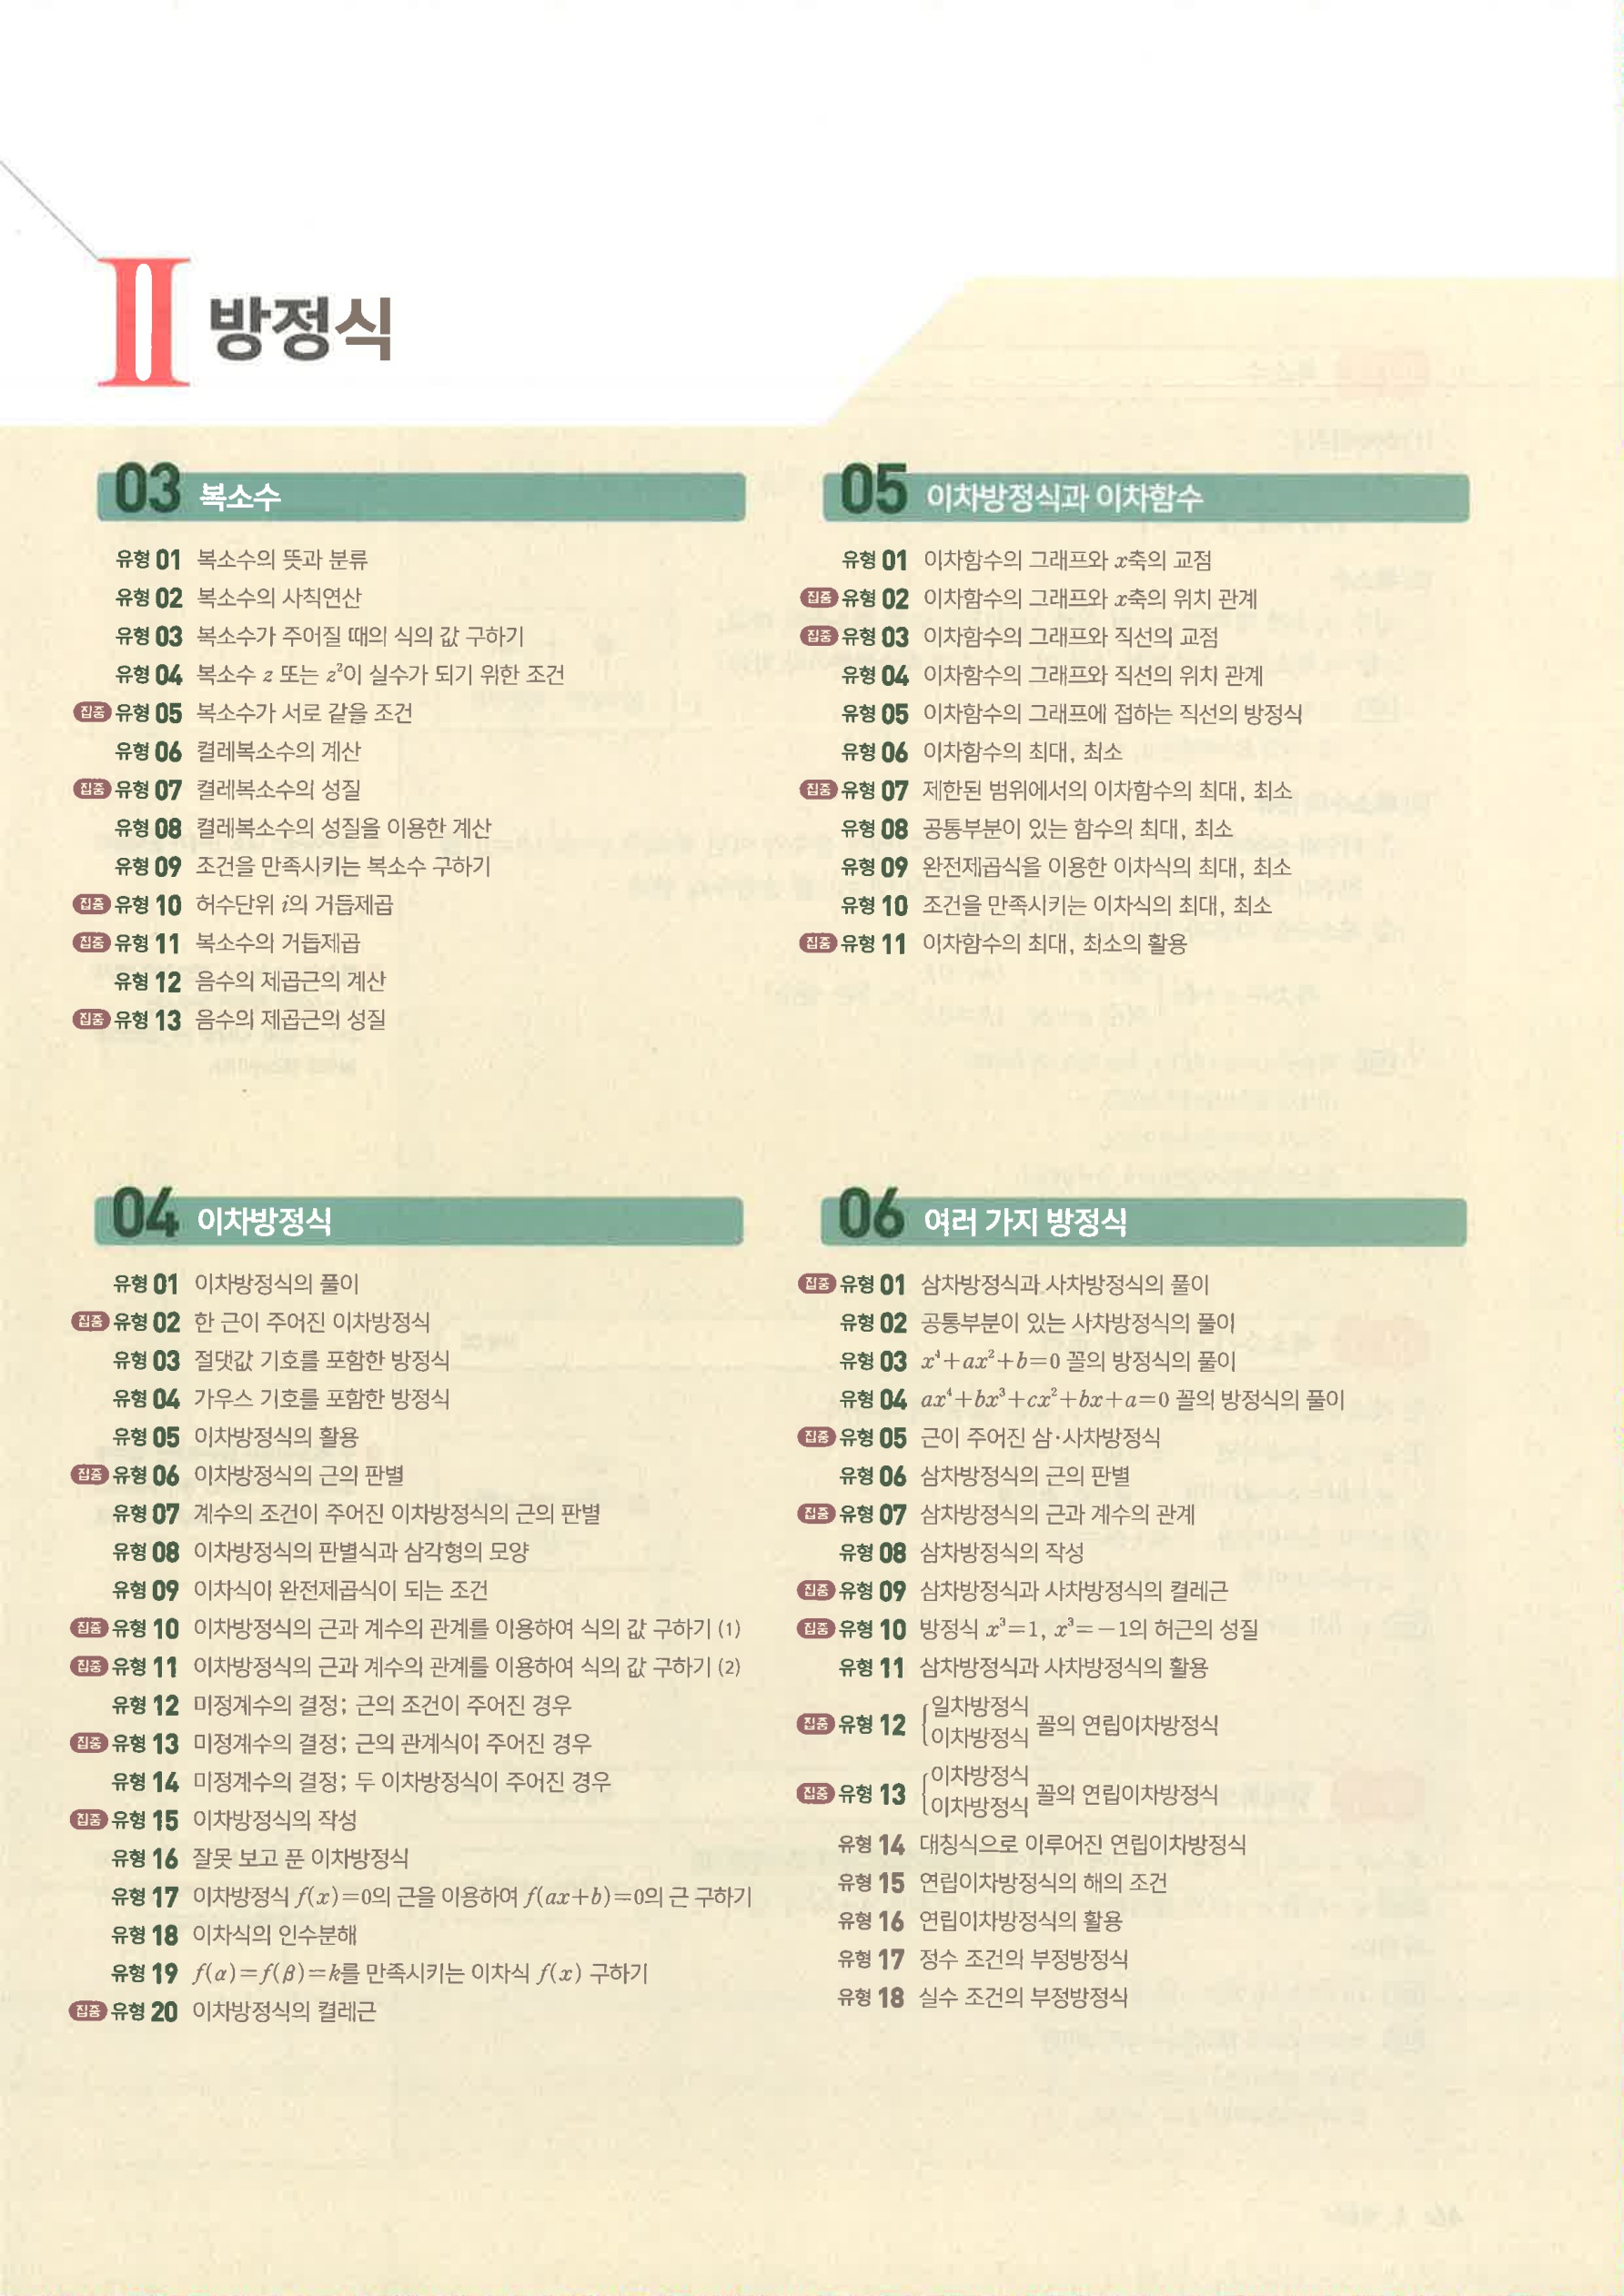 Ⅱ 방정식
03 복소수
유형 01 복소수의 뜻과 분류
유형 02 복소수의 사칙연산
유형 03 복소수가 주어질 때의 식의 값 구하기
유형 04 복소수 z 또는 z²이 실수가 되기 위한 조건
집중 유형 05 복소수가 서로 같을 조건
유형 06 켤레복소수의 계산
집중 유형 07 켤레복소수의 성질
유형 08 켤레복소수의 성질을 이용한 계산
유형 09 조건을 만족시키는 복소수 구하기
집중 유형 10 허수단위 i의 거듭제곱
집중 유형 11 복소수의 거듭제곱
유형 12 음수의 제곱근의 계산
집중 유형 13 음수의 제곱근의 성질
04 이차방정식
유형 01 이차방정식의 풀이
집중 유형 02 한 근이 주어진 이차방정식
유형 03 절댓값 기호를 포함한 방정식
유형 04 가우스 기호를 포함한 방정식
유형 05 이차방정식의 활용
집중 유형 06 이차방정식의 근의 판별
유형 07 계수의 조건이 주어진 이차방정식의 근의 판별
유형 08 이차방정식의 판별식과 삼각형의 모양
유형 09 이차식이 완전제곱식이 되는 조건
집중 유형 10 이차방정식의 근과 계수의 관계를 이용하여 식의 값 구하기 (1)
집중 유형 11 이차방정식의 근과 계수의 관계를 이용하여 식의 값 구하기 (2)
유형 12 미정계수의 결정; 근의 조건이 주어진 경우
집중 유형 13 미정계수의 결정; 근의 관계식이 주어진 경우
유형 14 미정계수의 결정; 두 이차방정식이 주어진 경우
집중 유형 15 이차방정식의 작성
유형 16 잘못 보고 푼 이차방정식
유형 17 이차방정식 f(x)=0의 근을 이용하여 f(ax+b)=0의 근 구하기
유형 18 이차식의 인수분해
유형 19 f(α)=f(β)=k를 만족시키는 이차식 f(x) 구하기
집중 유형 20 이차방정식의 켤레근
05 이차방정식과 이차함수
유형 01 이차함수의 그래프와 x축의 교점
집중 유형 02 이차함수의 그래프와 x축의 위치 관계
집중 유형 03 이차함수의 그래프와 직선의 교점
유형 04 이차함수의 그래프와 직선의 위치 관계
유형 05 이차함수의 그래프에 접하는 직선의 방정식
유형 06 이차함수의 최대, 최소
집중 유형 07 제한된 범위에서의 이차함수의 최대, 최소
유형 08 공통부분이 있는 함수의 최대, 최소
유형 09 완전제곱식을 이용한 이차식의 최대, 최소
유형 10 조건을 만족시키는 이차식의 최대, 최소
집중 유형 11 이차함수의 최대, 최소의 활용
06 여러 가지 방정식
집중 유형 01 삼차방정식과 사차방정식의 풀이
유형 02 공통부분이 있는 사차방정식의 풀이
유형 03 x⁴+ax²+b=0 꼴의 방정식의 풀이
유형 04 ax⁴+bx³+cx²+bx+a=0 꼴의 방정식의 풀이
집중 유형 05 근이 주어진 삼·사차방정식
유형 06 삼차방정식의 근의 판별
집중 유형 07 삼차방정식의 근과 계수의 관계
유형 08 삼차방정식의 작성
집중 유형 09 삼차방정식과 사차방정식의 켤레근
집중 유형 10 방정식 x³=1, x³=-1의 허근의 성질
유형 11 삼차방정식과 사차방정식의 활용
집중 유형 12 {일차방정식
이차방정식 꼴의 연립이차방정식
집중 유형 13 {이차방정식
이차방정식 꼴의 연립이차방정식
유형 14 대칭식으로 이루어진 연립이차방정식
유형 15 연립이차방정식의 해의 조건
유형 16 연립이차방정식의 활용
유형 17 정수 조건의 부정방정식
유형 18 실수 조건의 부정방정식